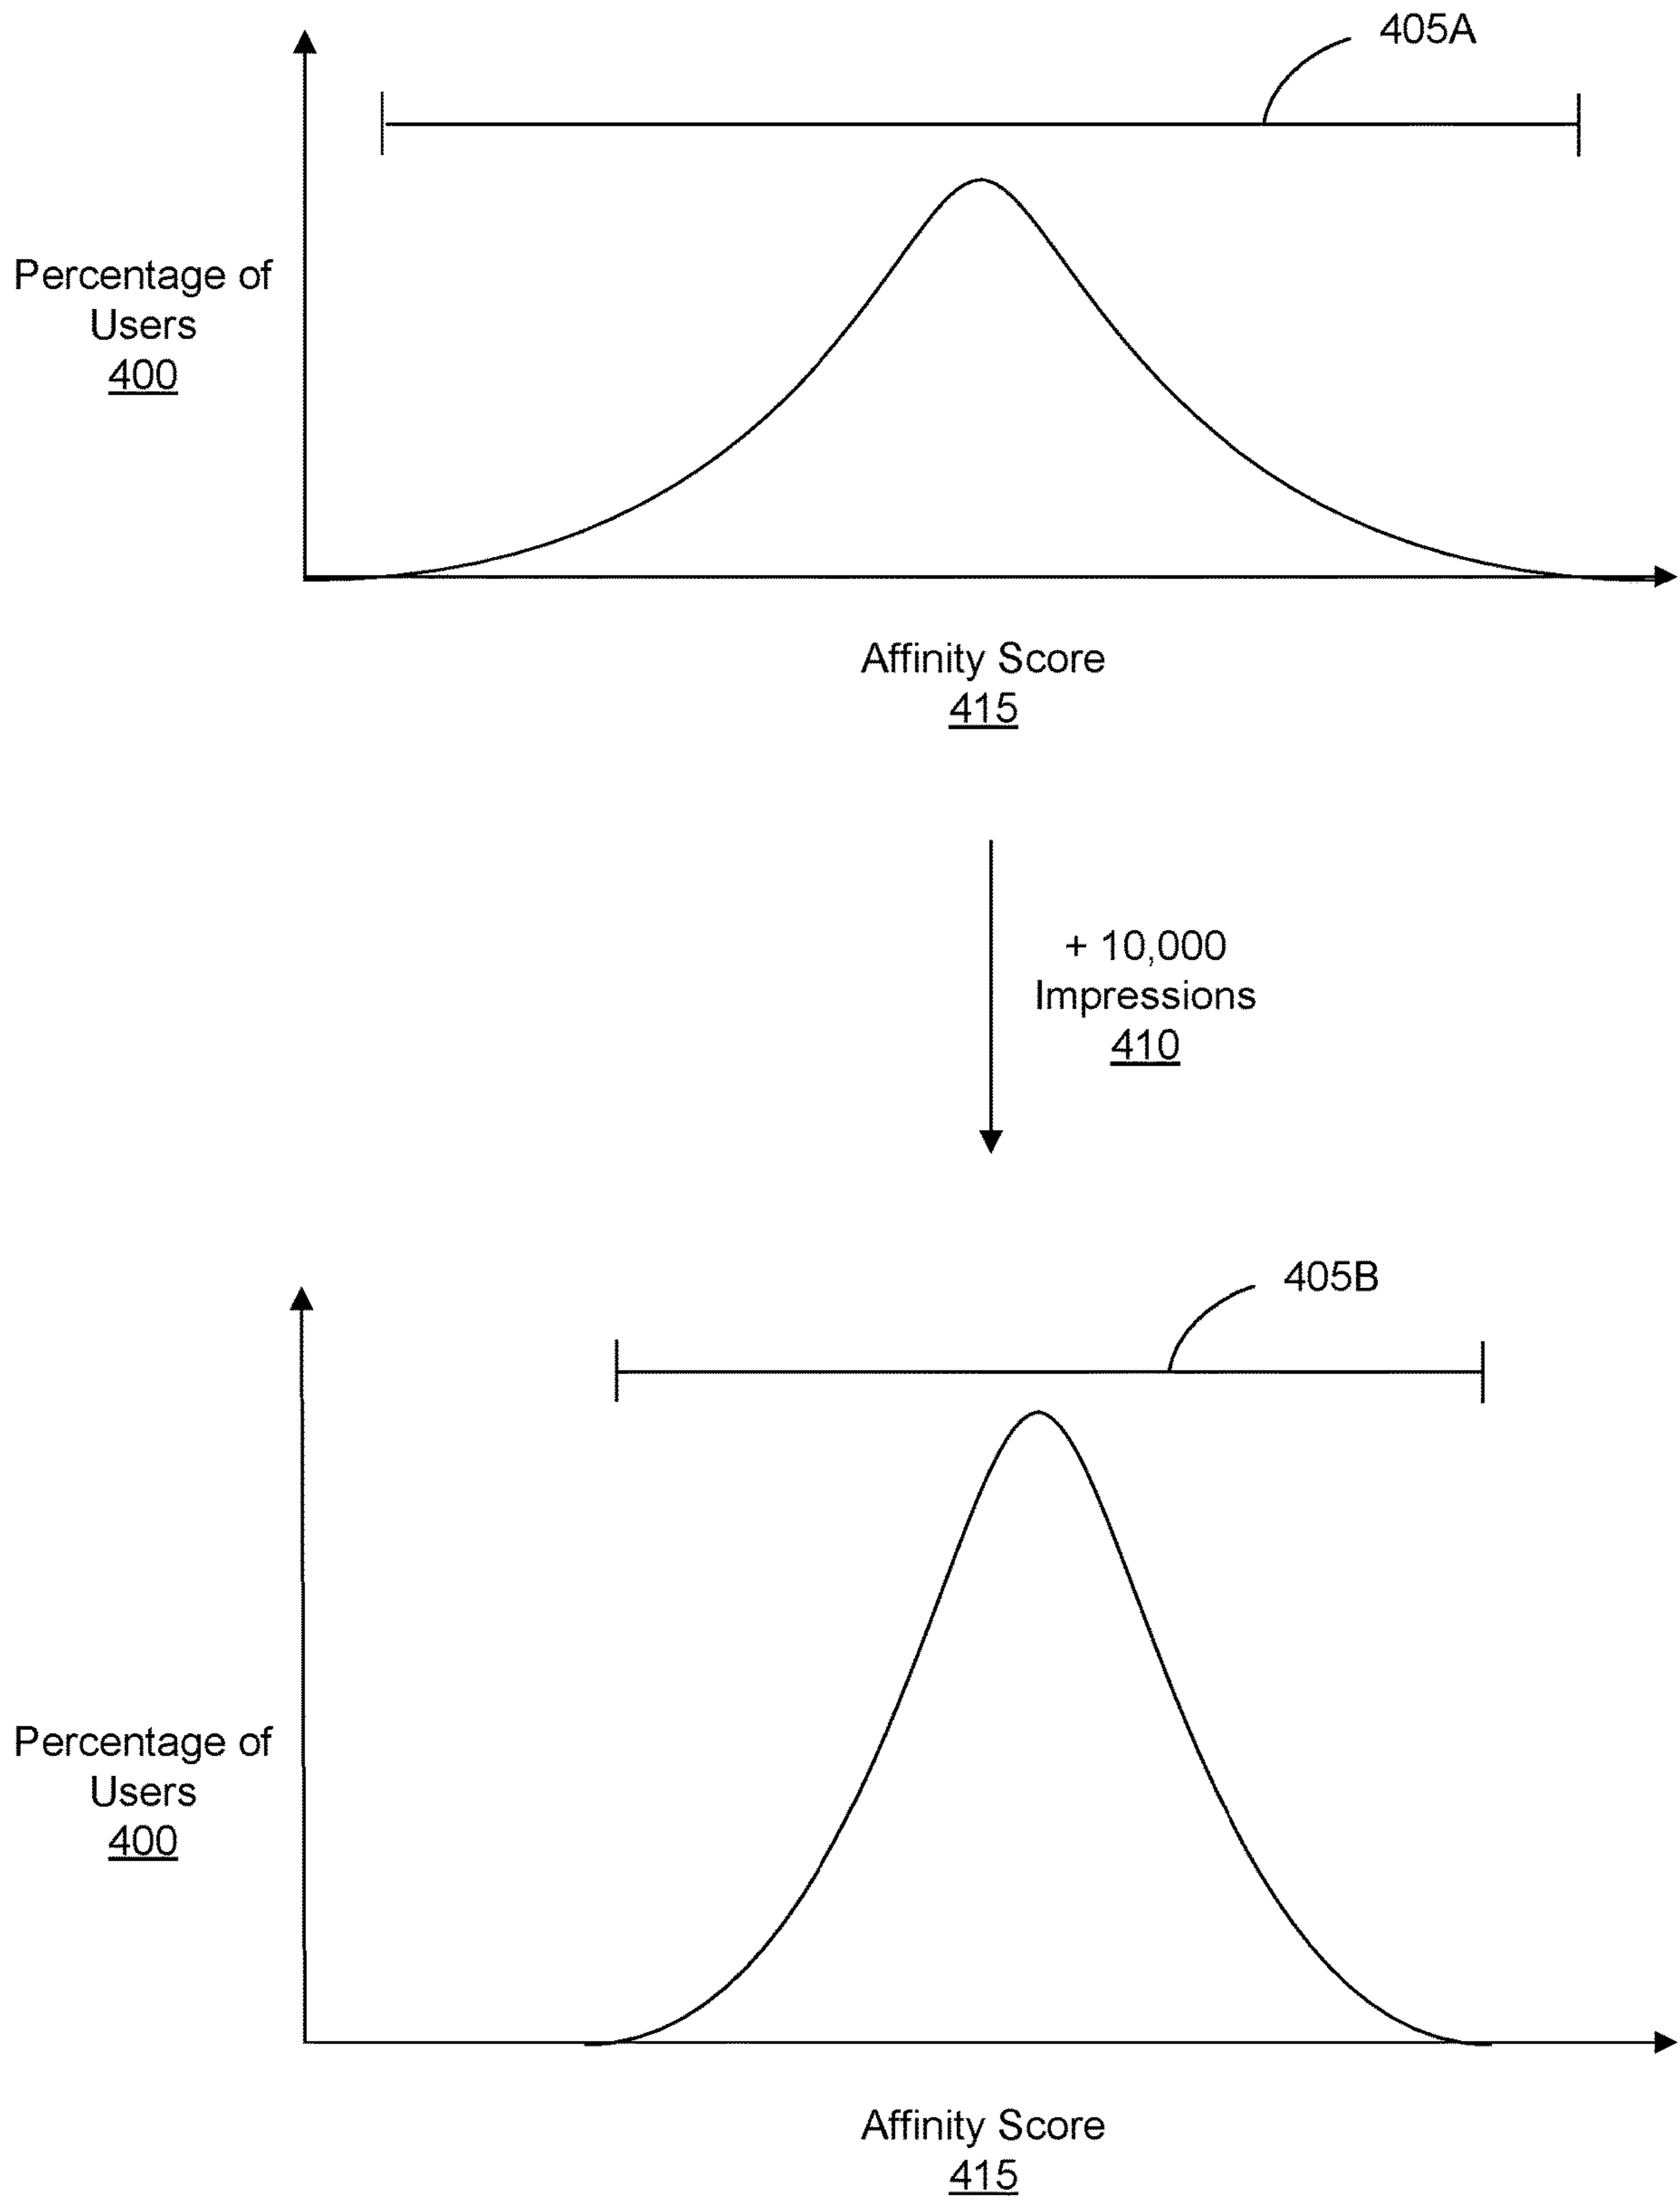 405A
Percentage of
Users
400
Affinity Score
415
+ 10,000
Impressions
410
405B
Percentage of
Users
400
Affinity Score
415